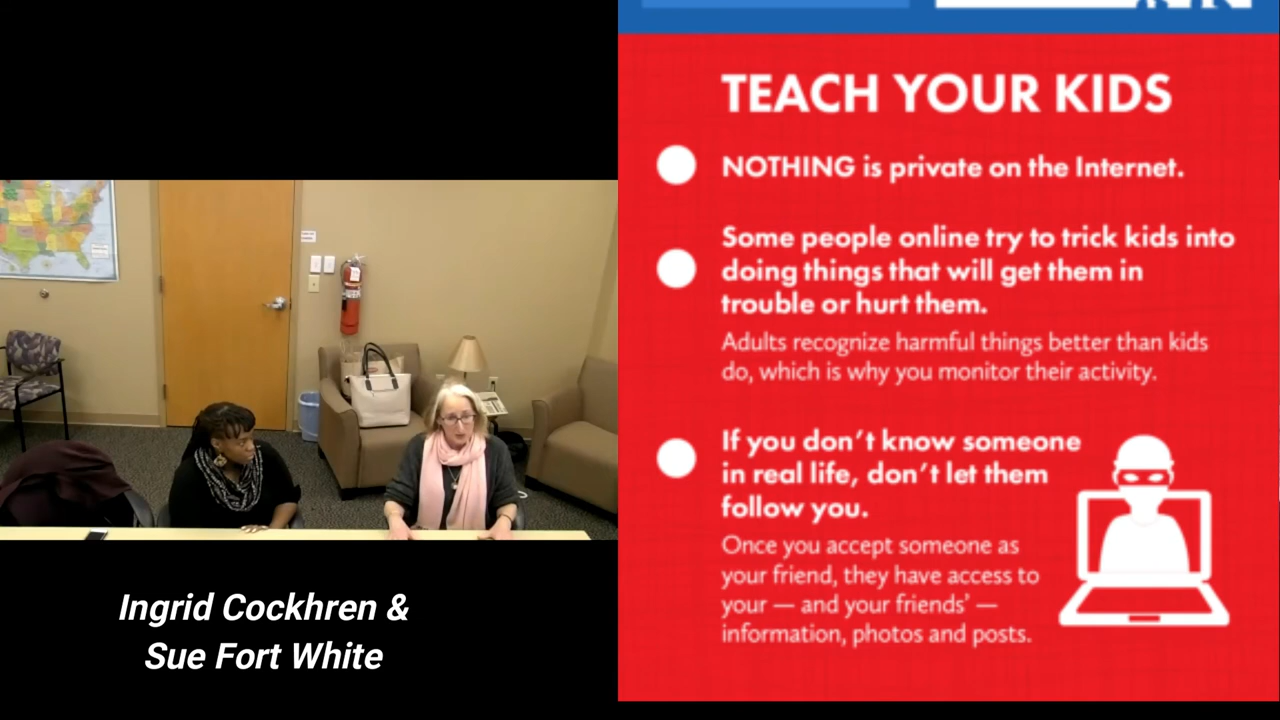 Ingrid Cockhren &
Sue Fort White
TEACH YOUR KIDS
NOTHING is private on the Internet.
Some people online try to trick kids into
doing things that will get them in
trouble or hurt them.
Adults recognize harmful things better than kids
do, which is why you monitor their activity.
If you don't know someone
in real life, don't let them
follow you.
Once you accept someone as
your friend, they have access to
your — and your friends' —
information, photos and posts.